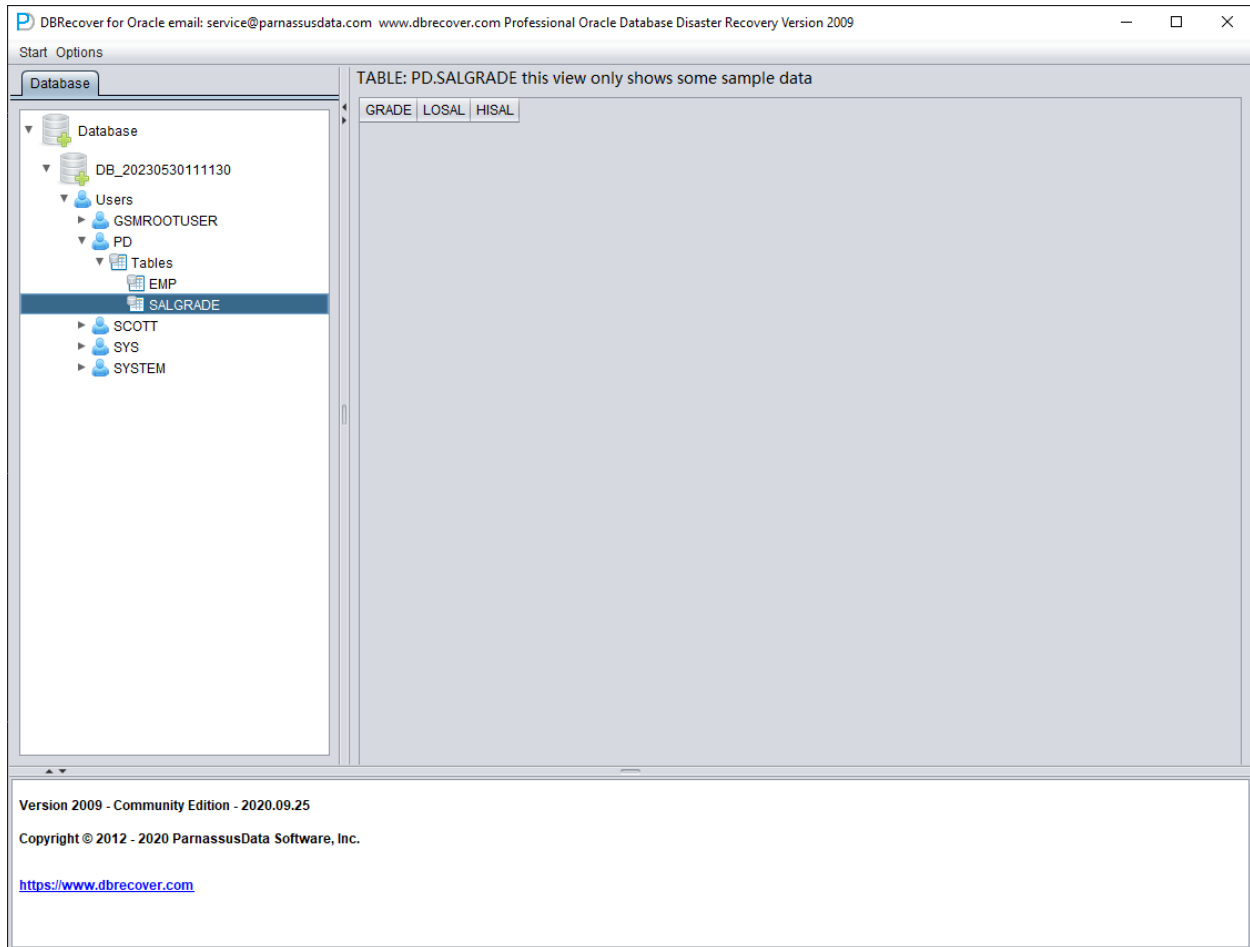 DBRecover for Oracle email: service@parnassusdata.com www.dbrecover.com Professional Oracle Database Disaster Recovery Version 2009
Start Options
Database
TABLE: PD.SALGRADE this view only shows some sample data
GRADE LOSAL HISAL
Database
DB_20230530111130
Users
GSMROOTUSER
PD
Tables
EMP
SALGRADE
SCOTT
SYS
SYSTEM
Version 2009 - Community Edition - 2020.09.25
Copyright © 2012 - 2020 ParnassusData Software, Inc.
https://www.dbrecover.com